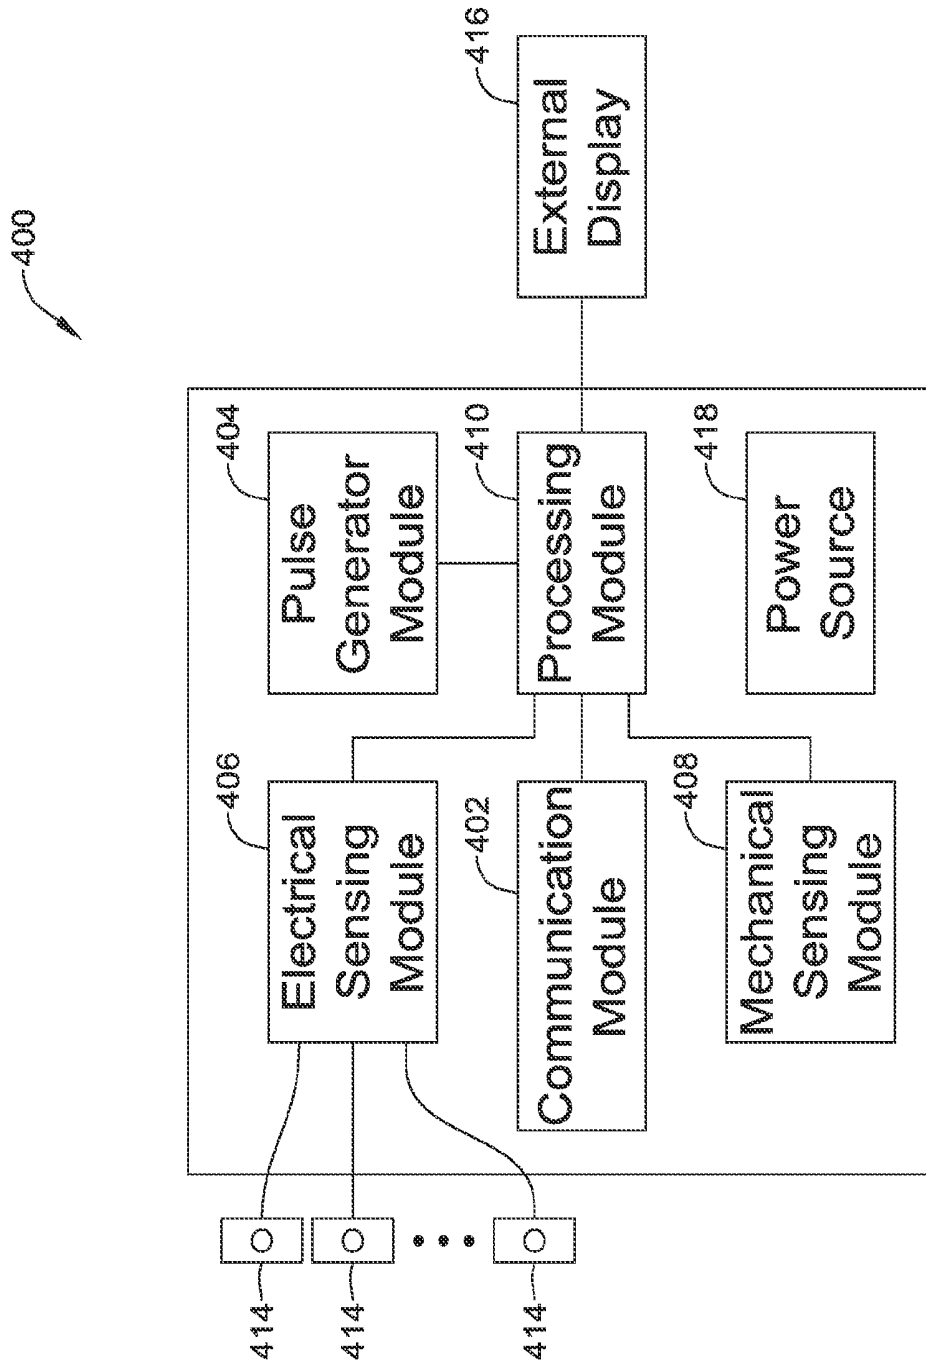 400
406
Electrical
Sensing
Module
404
Pulse
Generator
Module
414
414
414
402
Communication
Module
410
Processing
Module
416
External
Display
408
Mechanical
Sensing
Module
418
Power
Source